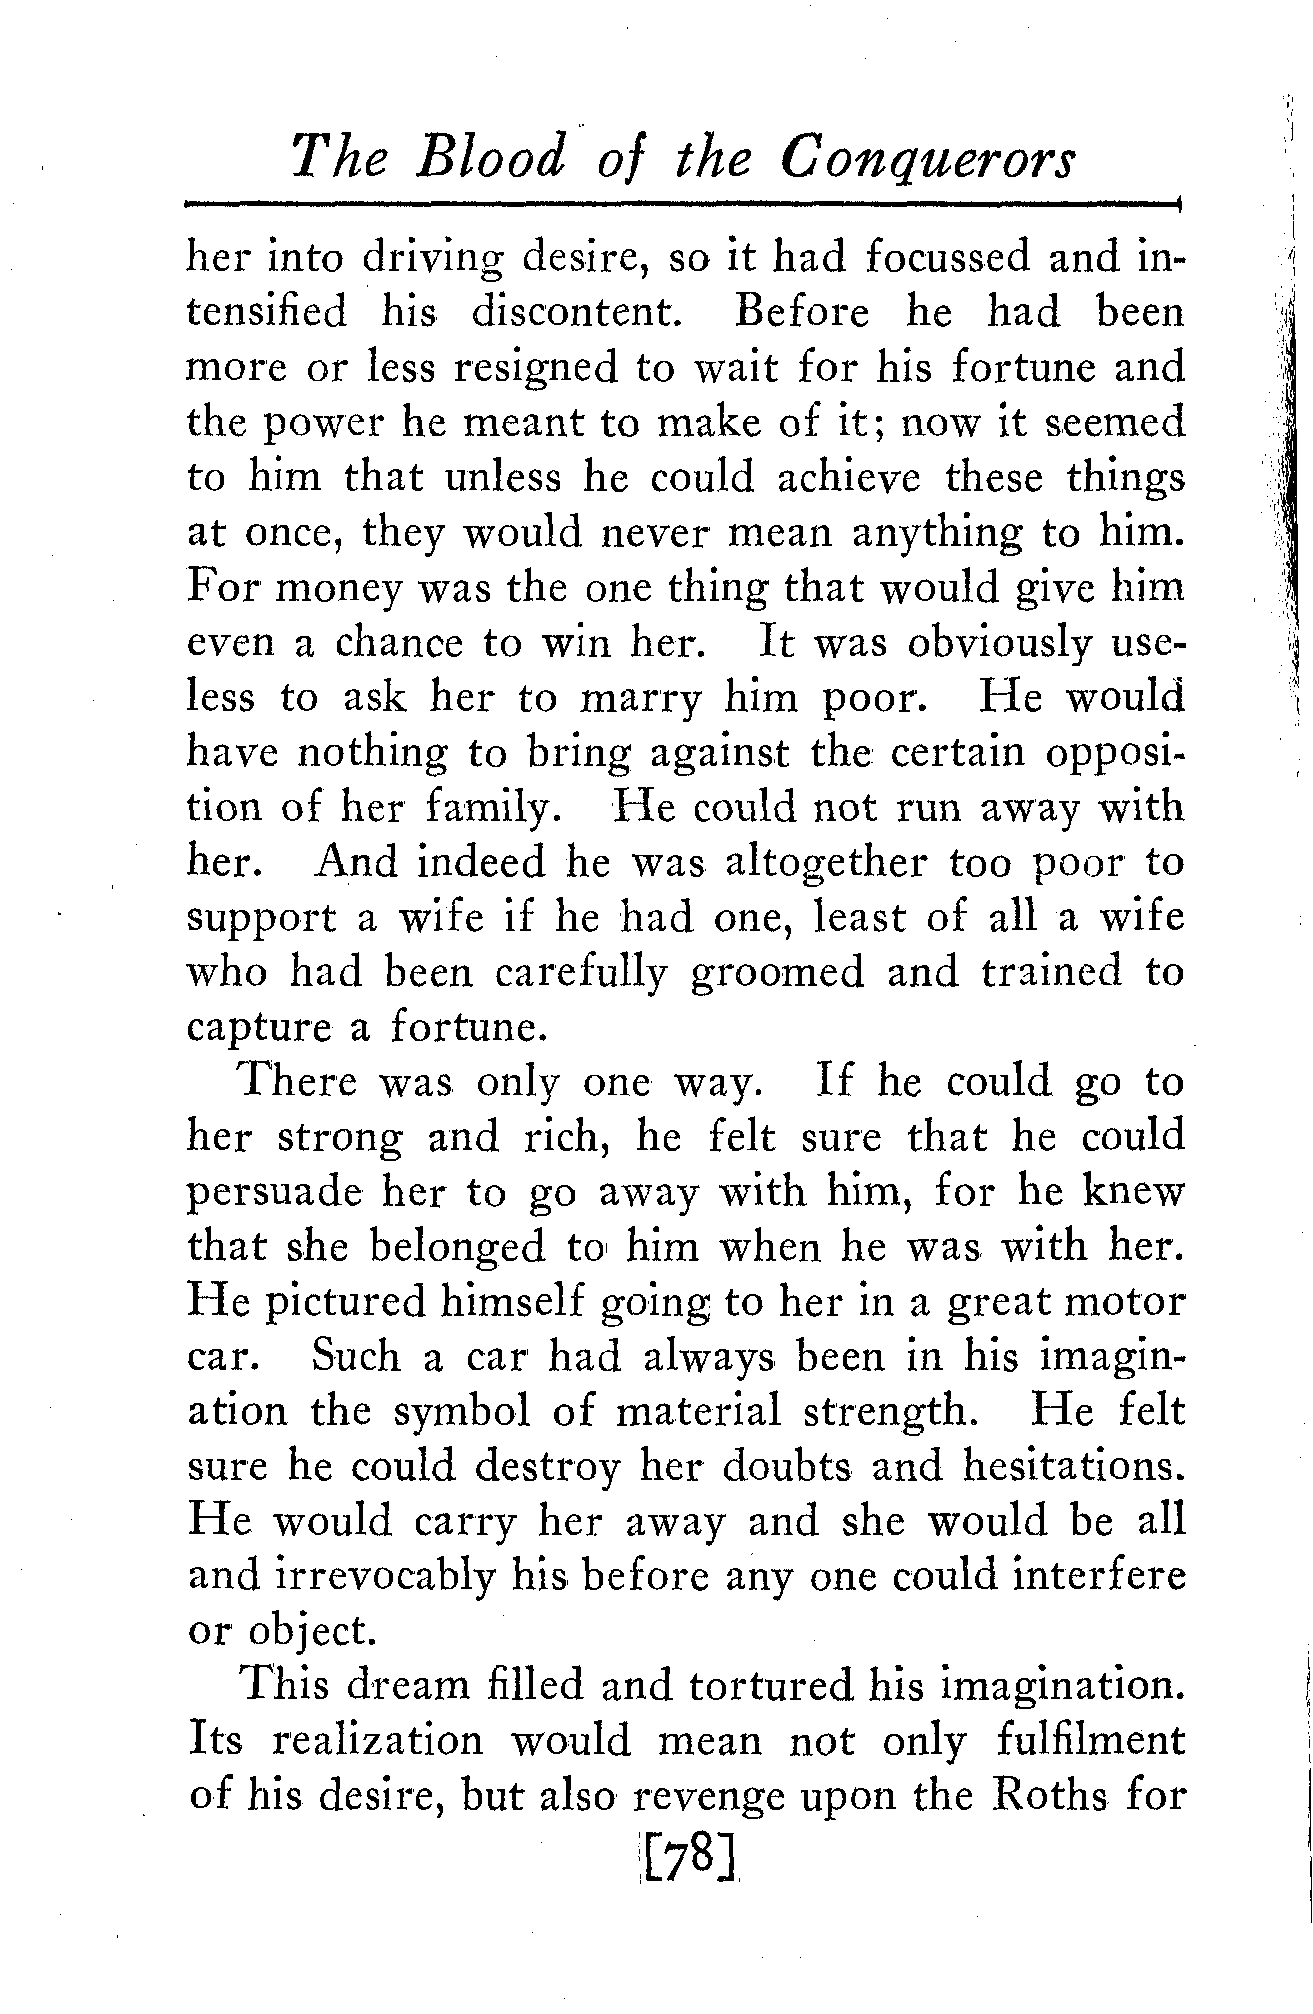 The Blood of the Conquerors
her into driving desire, so it had focussed and in-
tensified his discontent. Before he had been
more or less resigned to wait for his fortune and
the power he meant to make of it; now it seemed
to him that unless he could achieve these things
at once, they would never mean anything to him.
For money was the one thing that would give him
even a chance to win her. It was obviously use-
less to ask her to marry him poor. He would
have nothing to bring against the certain opposi-
tion of her family. He could not run away with
her. And indeed he was altogether too poor to
support a wife if he had one, least of all a wife
who had been carefully groomed and trained to
capture a fortune.
There was only one way. If he could go to
her strong and rich, he felt sure that he could
persuade her to go away with him, for he knew
that she belonged to him when he was with her.
He pictured himself going to her in a great motor
car. Such a car had always been in his imagin-
ation the symbol of material strength. He felt
sure he could destroy her doubts and hesitations.
He would carry her away and she would be all
and irrevocably his before any one could interfere
or object.
This dream filled and tortured his imagination.
Its realization would mean not only fulfilment
of his desire, but also revenge upon the Roths for
[78]